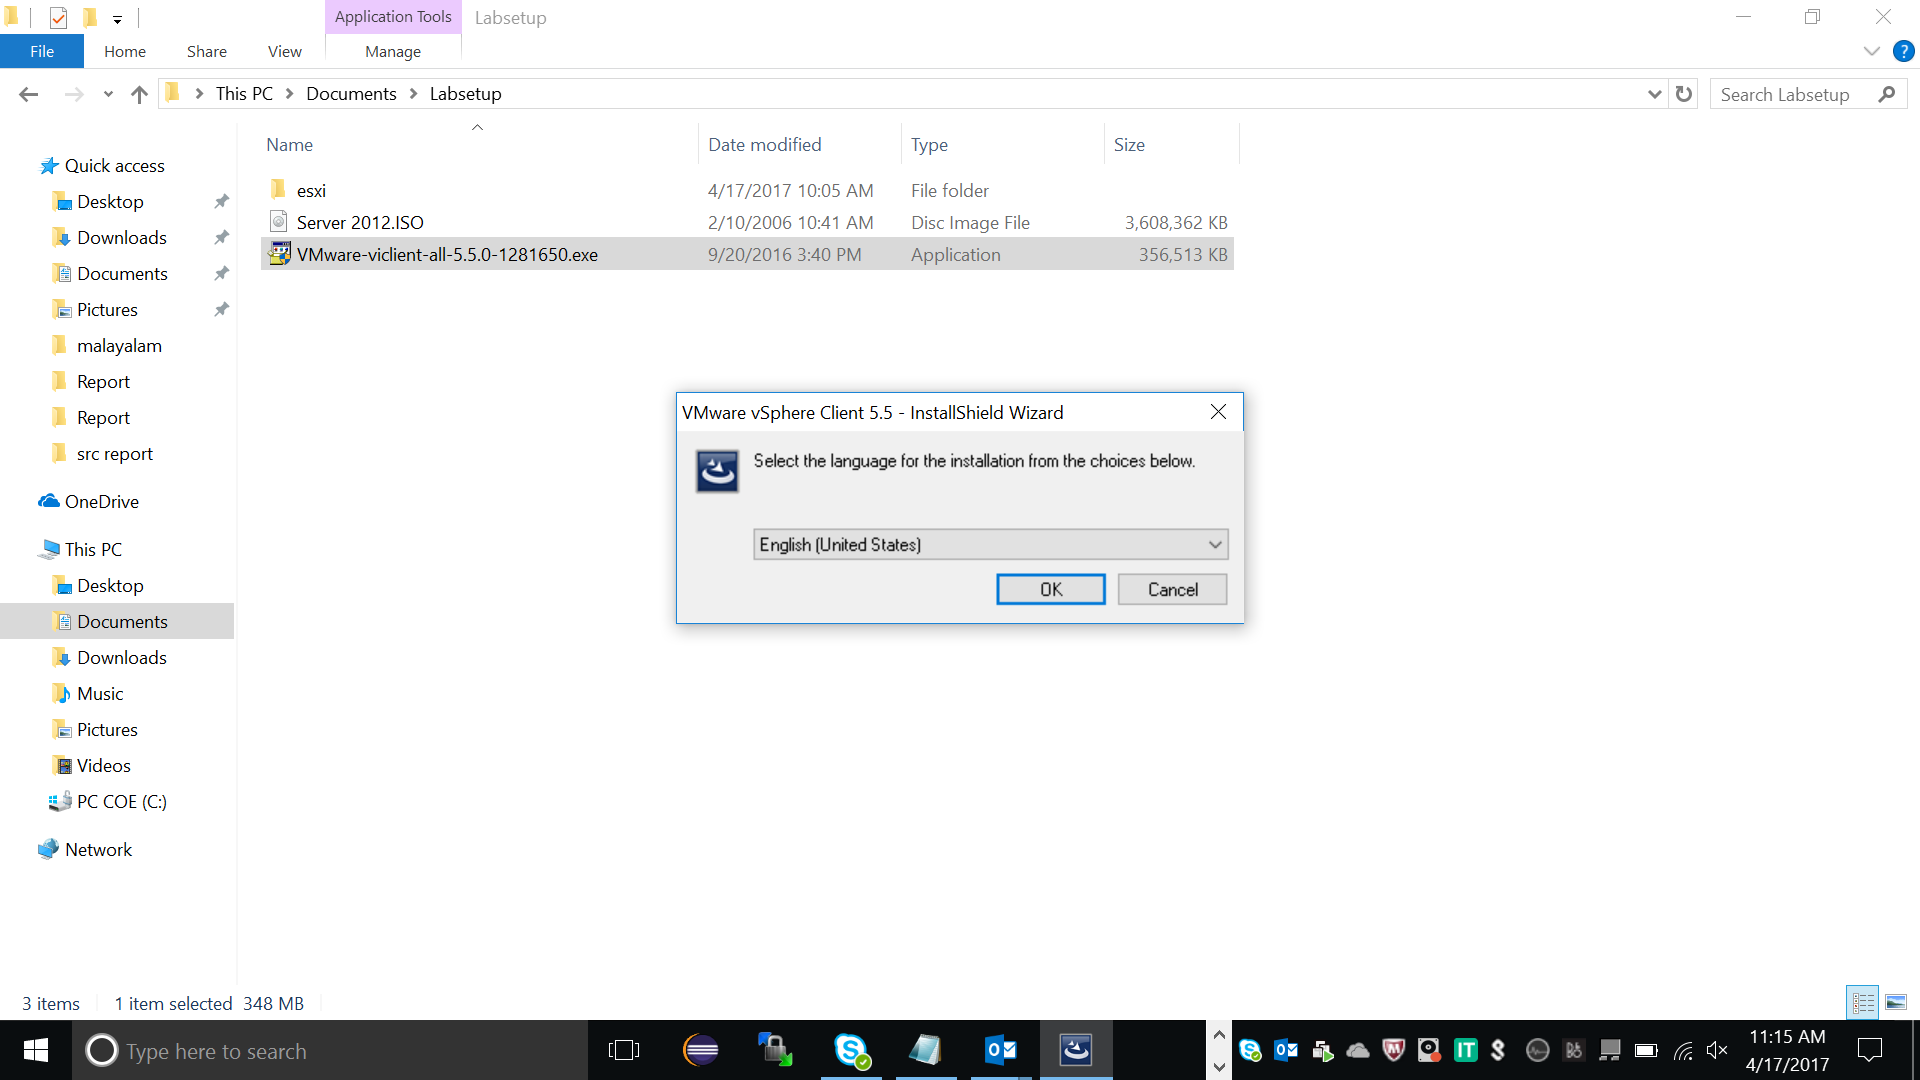 Application Tools
Labsetup
File
Home
Share
View
Manage
?
This PC
Documents
Labsetup
Search Labsetup
Name
Date modified
Type
Size
esxi
4/17/2017 10:05 AM
File folder
Server 2012.ISO
2/10/2006 10:41 AM
Disc Image File
3,608,362 KB
VMware-viclient-all-5.5.0-1281650.exe
9/20/2016 3:40 PM
Application
356,513 KB
Quick access
Desktop
Downloads
Documents
Pictures
malayalam
Report
Report
src report
OneDrive
This PC
Desktop
Documents
Downloads
Music
Pictures
Videos
PC COE (C:)
Network
VMware vSphere Client 5.5 - InstallShield Wizard
Select the language for the installation from the choices below.
English (United States)
OK
Cancel
3 items
1 item selected 348 MB
Type here to search
IT
11:15 AM
4/17/2017